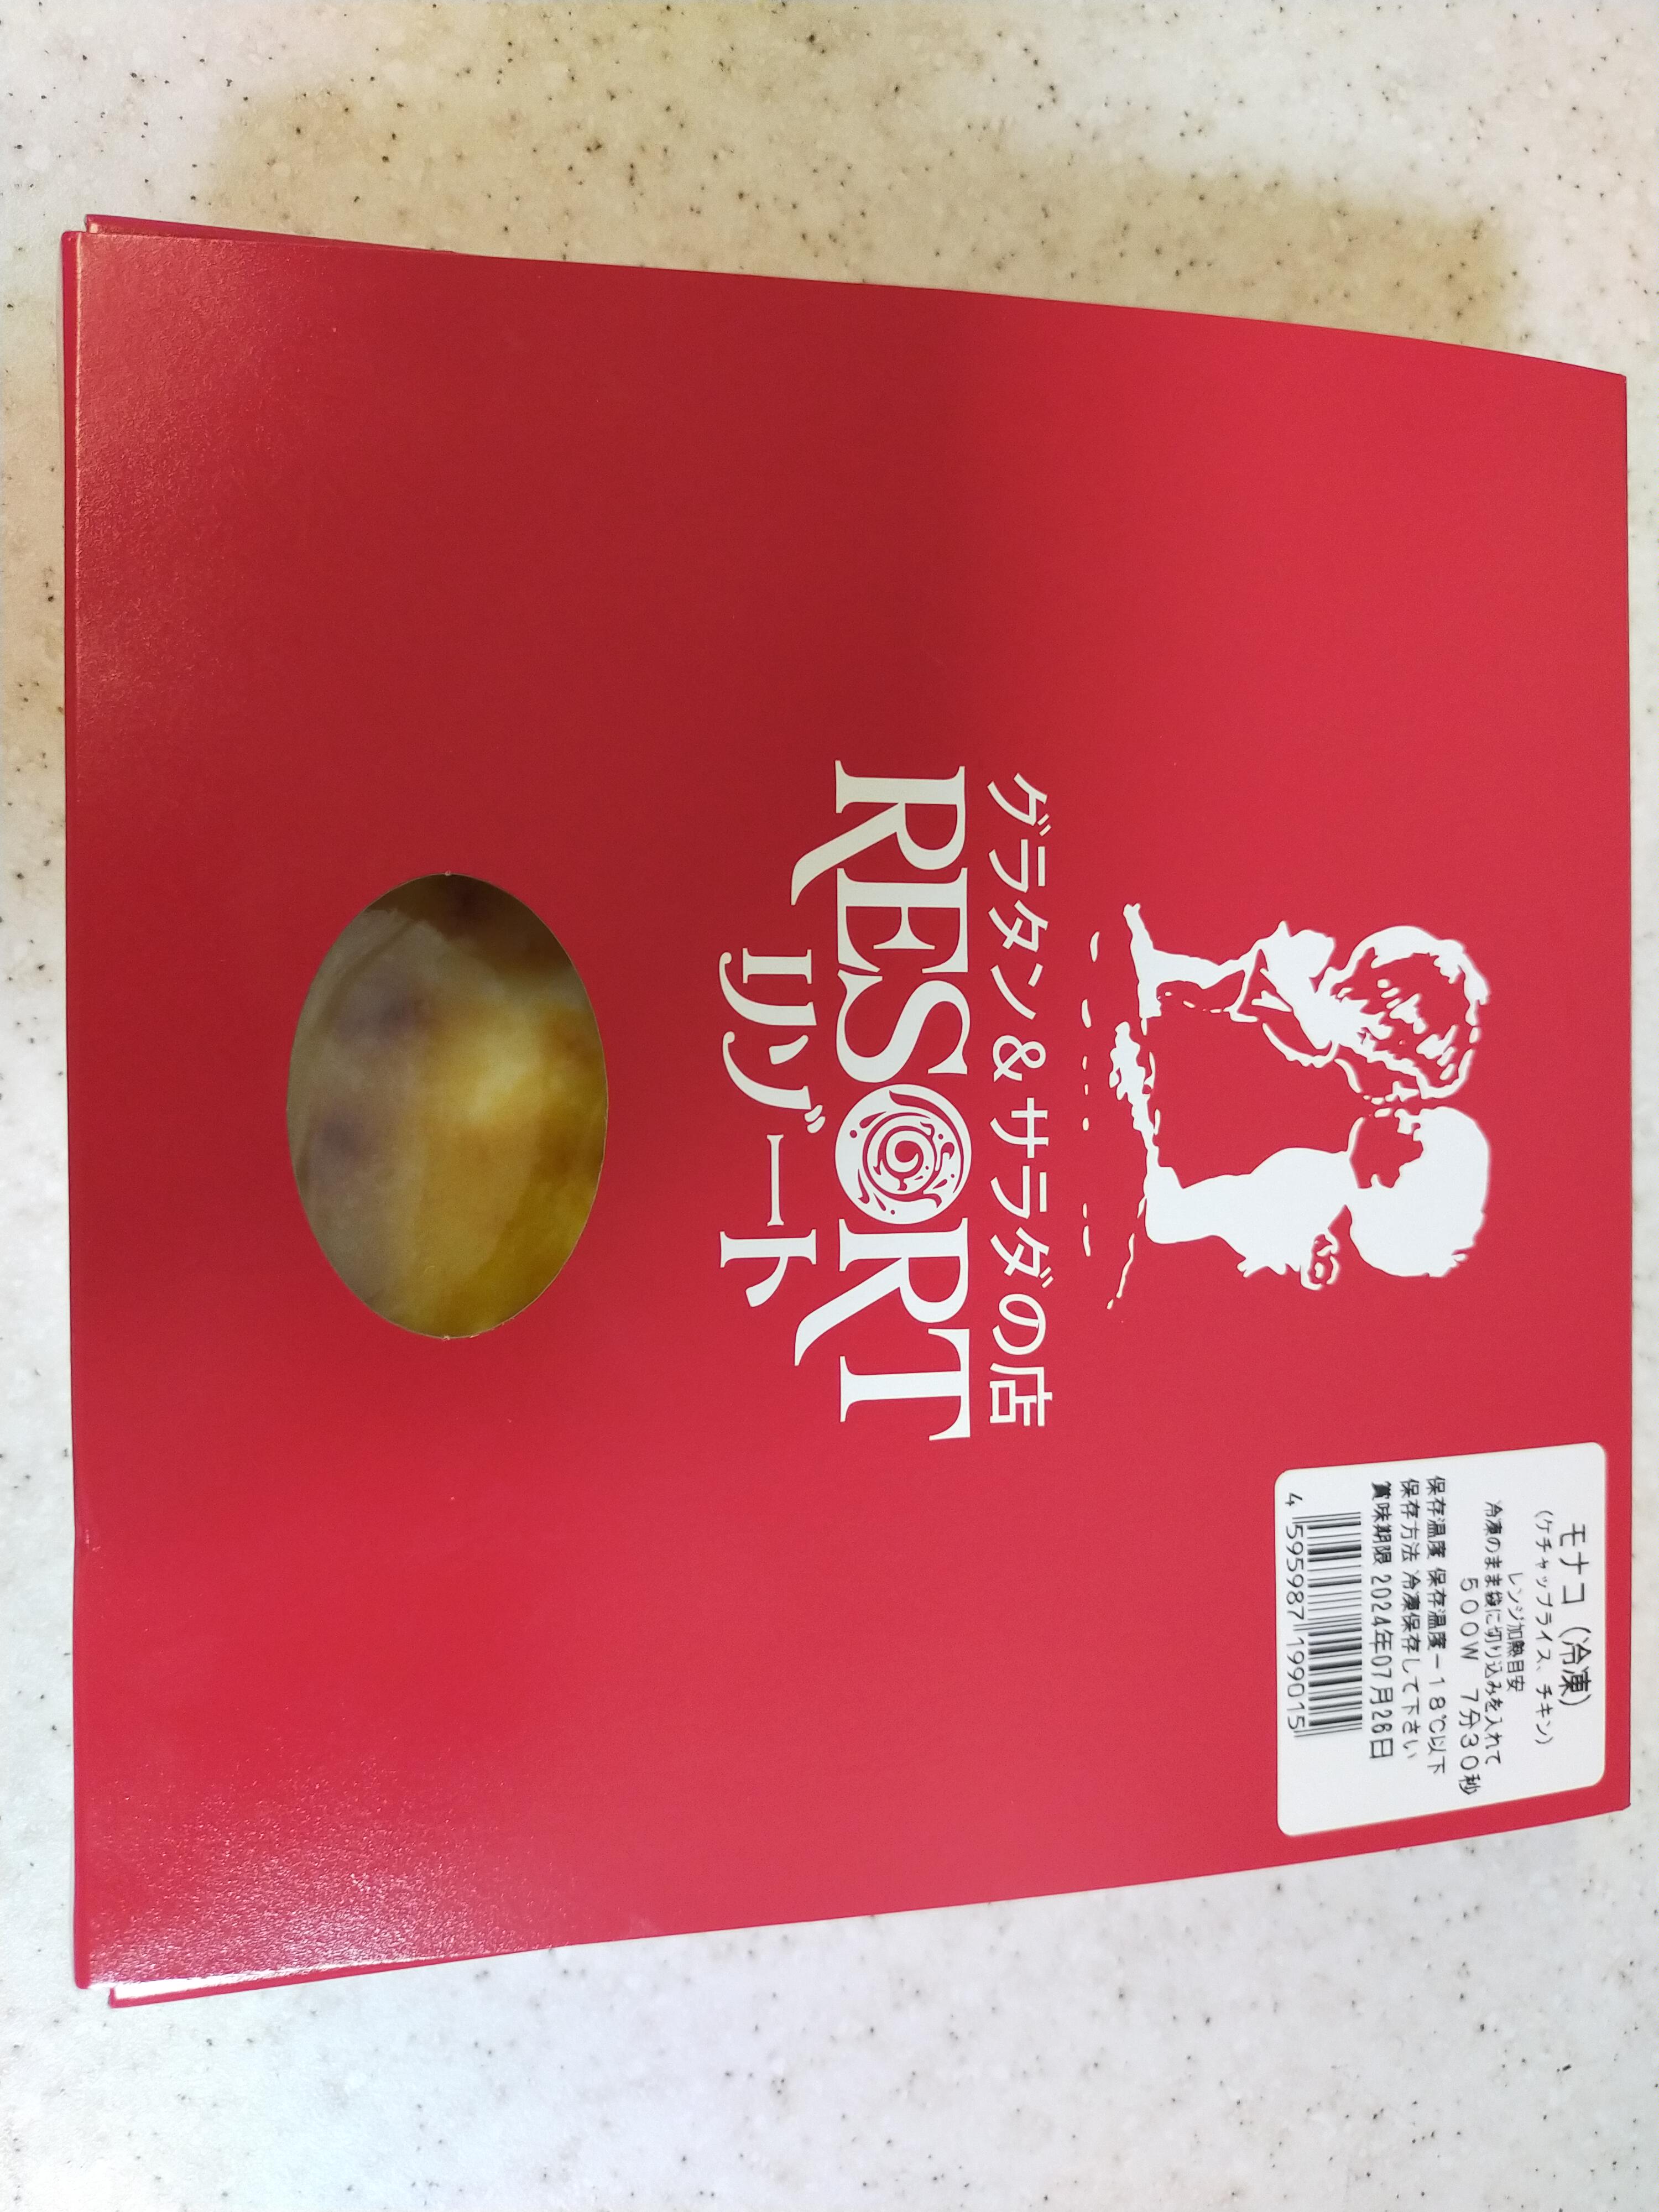 グラタン&サラダの店
RESORT
リゾート
モナコ（冷凍）
（ケチャップライス、チキン）
レンジ加熱目安
冷凍のまま袋に切り込みを入れて
500W 7分30秒
保存温度 保存温度－18℃以下
保存方法 冷凍保存して下さい
賞味期限 2024年07月26日
4 595987 199015